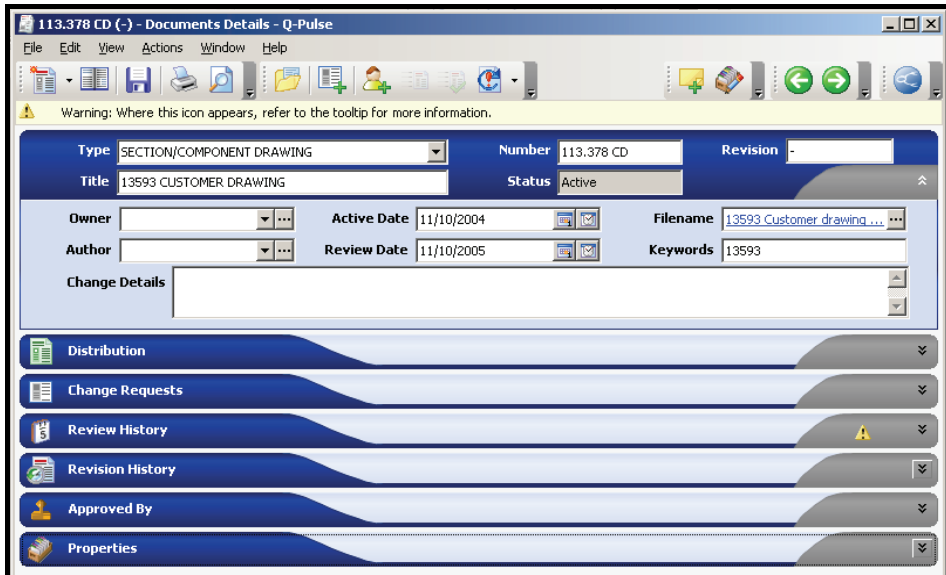 113.378 CD (-) - Documents Details - Q-Pulse
File Edit View Actions Window Help
Warning: Where this icon appears, refer to the tooltip for more information.
Type SECTION/COMPONENT DRAWING Number 113.378 CD Revision -
Title 13593 CUSTOMER DRAWING Status Active
Owner Active Date 11/10/2004 Filename 13593 Customer drawing ...
Author Review Date 11/10/2005 Keywords 13593
Change Details
Distribution
Change Requests
Review History
Revision History
Approved By
Properties